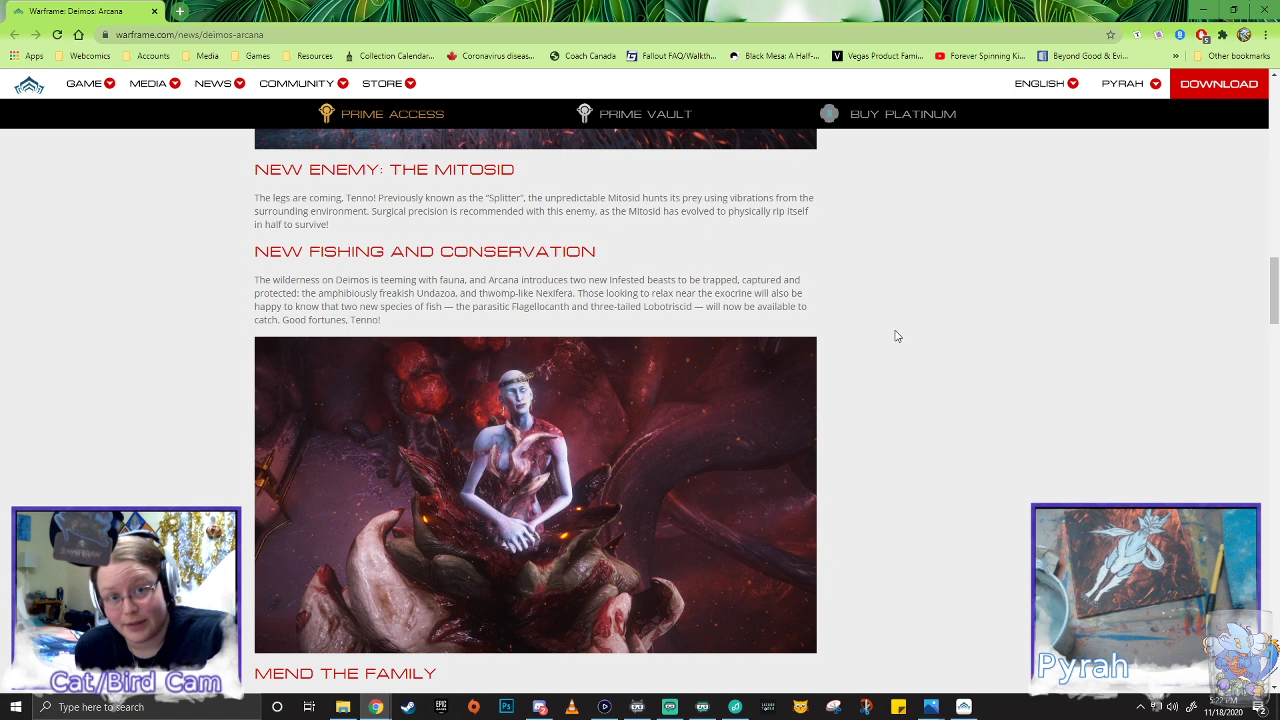 Warframe: Deimos: Arcana
warframe.com/news/deimos-arcana
Apps Webcomics Accounts Media Games Resources Collection Calendar... Coronavirus diseas... Coach Canada Fallout FAQ/Walkth... Black Mesa: A Half-... Vegas Product Fami... Forever Spinning Ki... Beyond Good & Evi... » Other bookmarks
GAME MEDIA NEWS COMMUNITY STORE ENGLISH PYRAH DOWNLOAD
PRIME ACCESS PRIME VAULT BUY PLATINUM
NEW ENEMY: THE MITOSID
The legs are coming, Tenno! Previously known as the “Splitter”, the unpredictable Mitosid hunts its prey using vibrations from the
surrounding environment. Surgical precision is recommended with this enemy, as the Mitosid has evolved to physically rip itself
in half to survive!
NEW FISHING AND CONSERVATION
The wilderness on Deimos is teeming with fauna, and Arcana introduces two new Infested beasts to be trapped, captured and
protected: the amphibiously freakish Undazoa, and thwomp-like Nexifera. Those looking to relax near the exocrine will also be
happy to know that two new species of fish — the parasitic Flagellocanth and three-tailed Lobotriscid — will now be available to
catch. Good fortunes, Tenno!
MEND THE FAMILY
Cat/Bird Cam
Pyrah
Type here to search
5:22 PM
11/18/2020